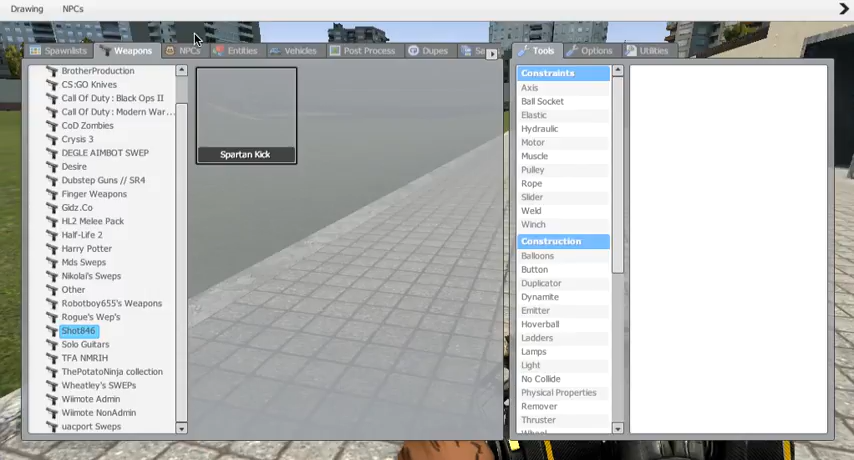 Drawing NPCs
Spawnlists Weapons NPCs Entities Vehicles Post Process Dupes Sa
Tools Options Utilities
BrotherProduction
CS:GO Knives
Call Of Duty : Black Ops II
Call Of Duty : Modern War...
CoD Zombies
Crysis 3
DEGLE AIMBOT SWEP
Desire
Dubstep Guns // SR4
Finger Weapons
Gidz.Co
HL2 Melee Pack
Half-Life 2
Harry Potter
Mds Sweps
Nikolai's Sweps
Other
Robotboy655's Weapons
Rogue's Wep's
Shot846
Solo Guitars
TFA NMRIH
ThePotatoNinja collection
Wheatley's SWEPs
Wiimote Admin
Wiimote NonAdmin
uacport Sweps
Spartan Kick
Constraints
Axis
Ball Socket
Elastic
Hydraulic
Motor
Muscle
Pulley
Rope
Slider
Weld
Winch
Construction
Balloons
Button
Duplicator
Dynamite
Emitter
Hoverball
Ladders
Lamps
Light
No Collide
Physical Properties
Remover
Thruster
Wheel